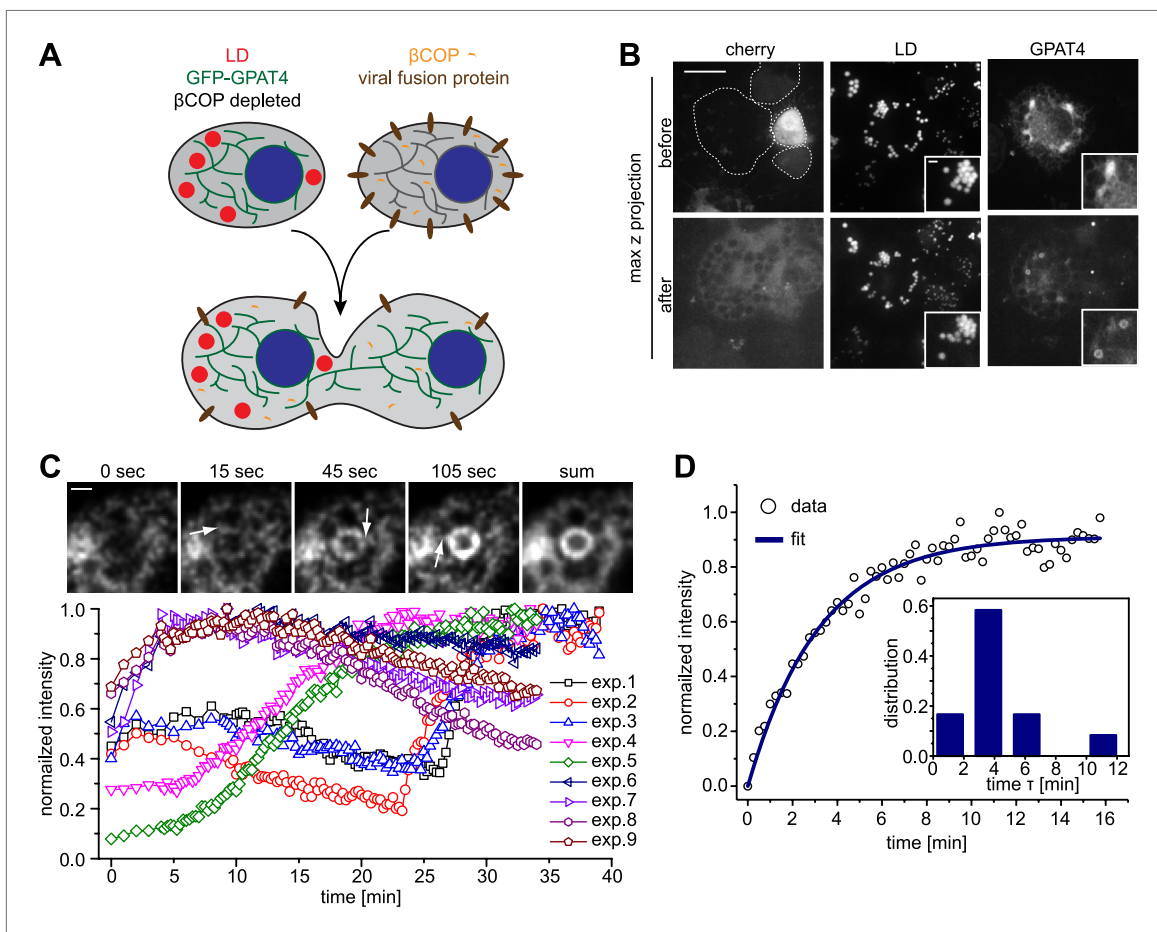 A
LD
GFP-GPAT4
βCOP depleted
βCOP
viral fusion protein
B
cherry
LD
GPAT4
before
after
max z projection
C
0 sec
15 sec
45 sec
105 sec
sum
1.0
0.8
0.6
0.4
0.2
0.0
normalized intensity
0
5
10
15
20
25
30
35
40
time [min]
exp.1
exp.2
exp.3
exp.4
exp.5
exp.6
exp.7
exp.8
exp.9
D
data
fit
1.0
0.8
0.6
0.4
0.2
0.0
normalized intensity
0
2
4
6
8
10
12
14
16
time [min]
0.6
0.4
0.2
0.0
distribution
0
2
4
6
8
10
12
time τ [min]